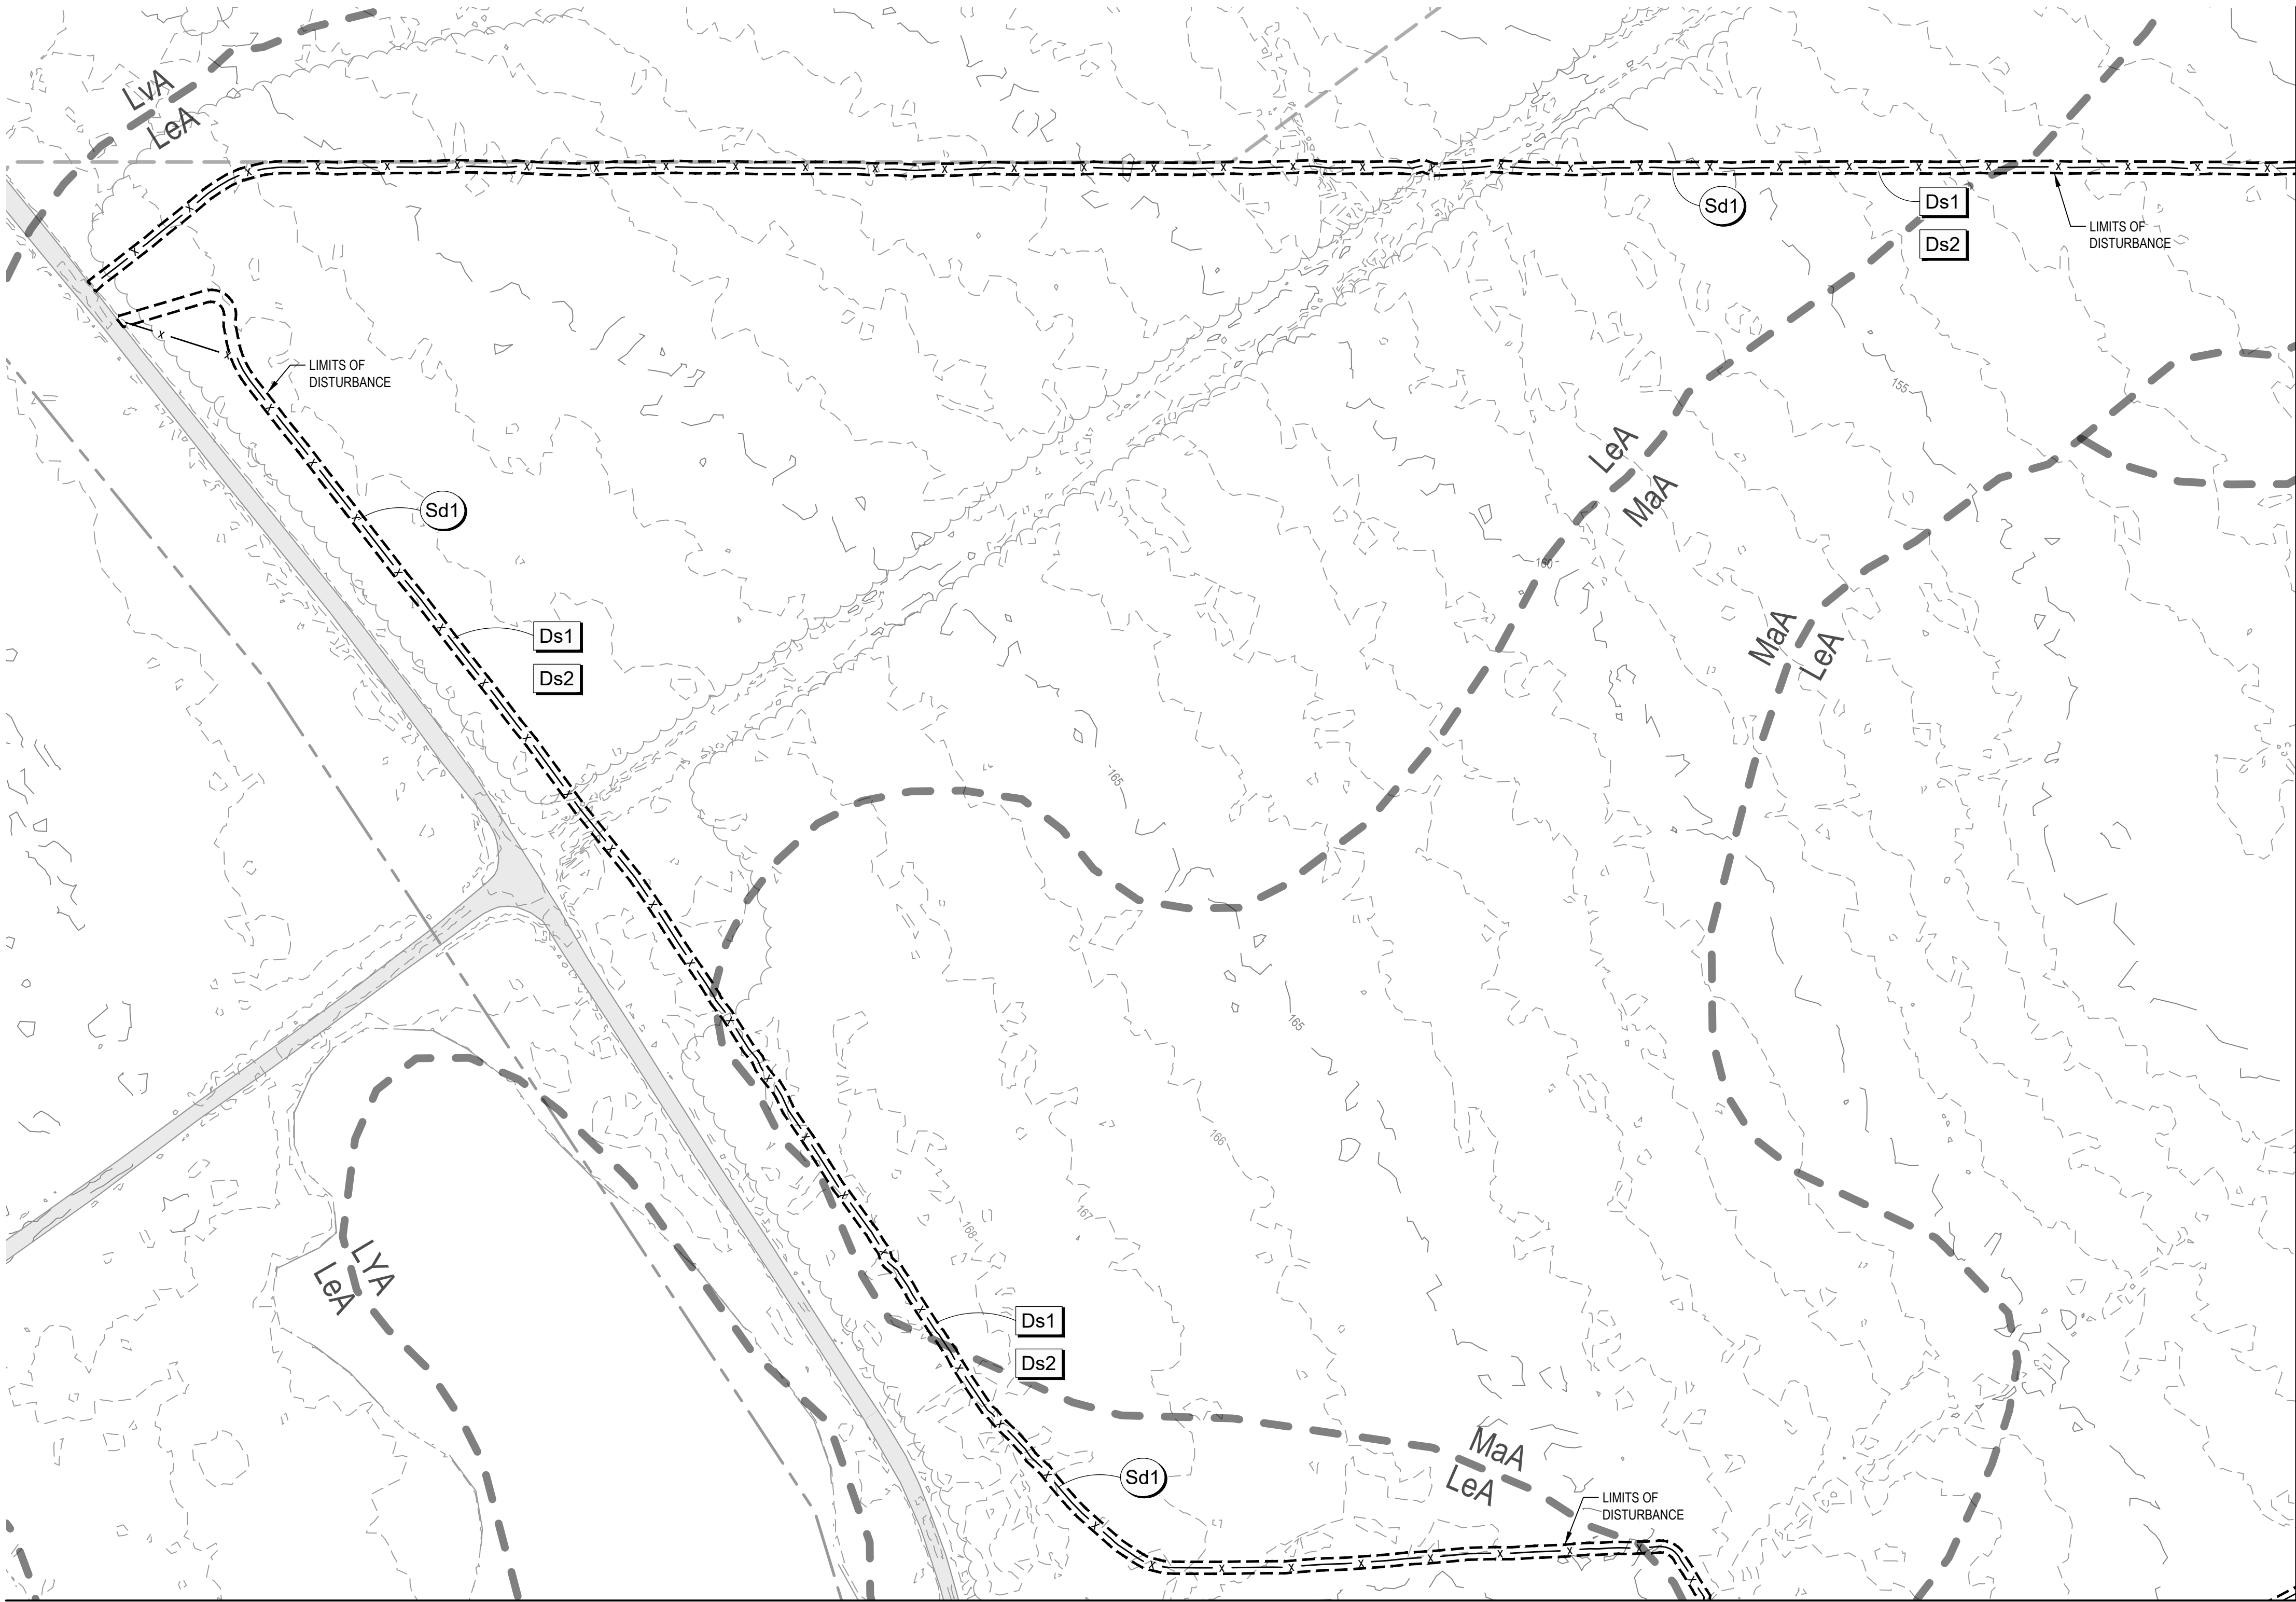 LvA
LeA
Sd1
Ds1
Ds2
LIMITS OF
DISTURBANCE
LIMITS OF
DISTURBANCE
155
LeA
MaA
Sd1
160
Ds1
Ds2
MaA
LeA
165
165
166
167
168
LYA
LeA
Ds1
Ds2
MaA
LeA
Sd1
LIMITS OF
DISTURBANCE